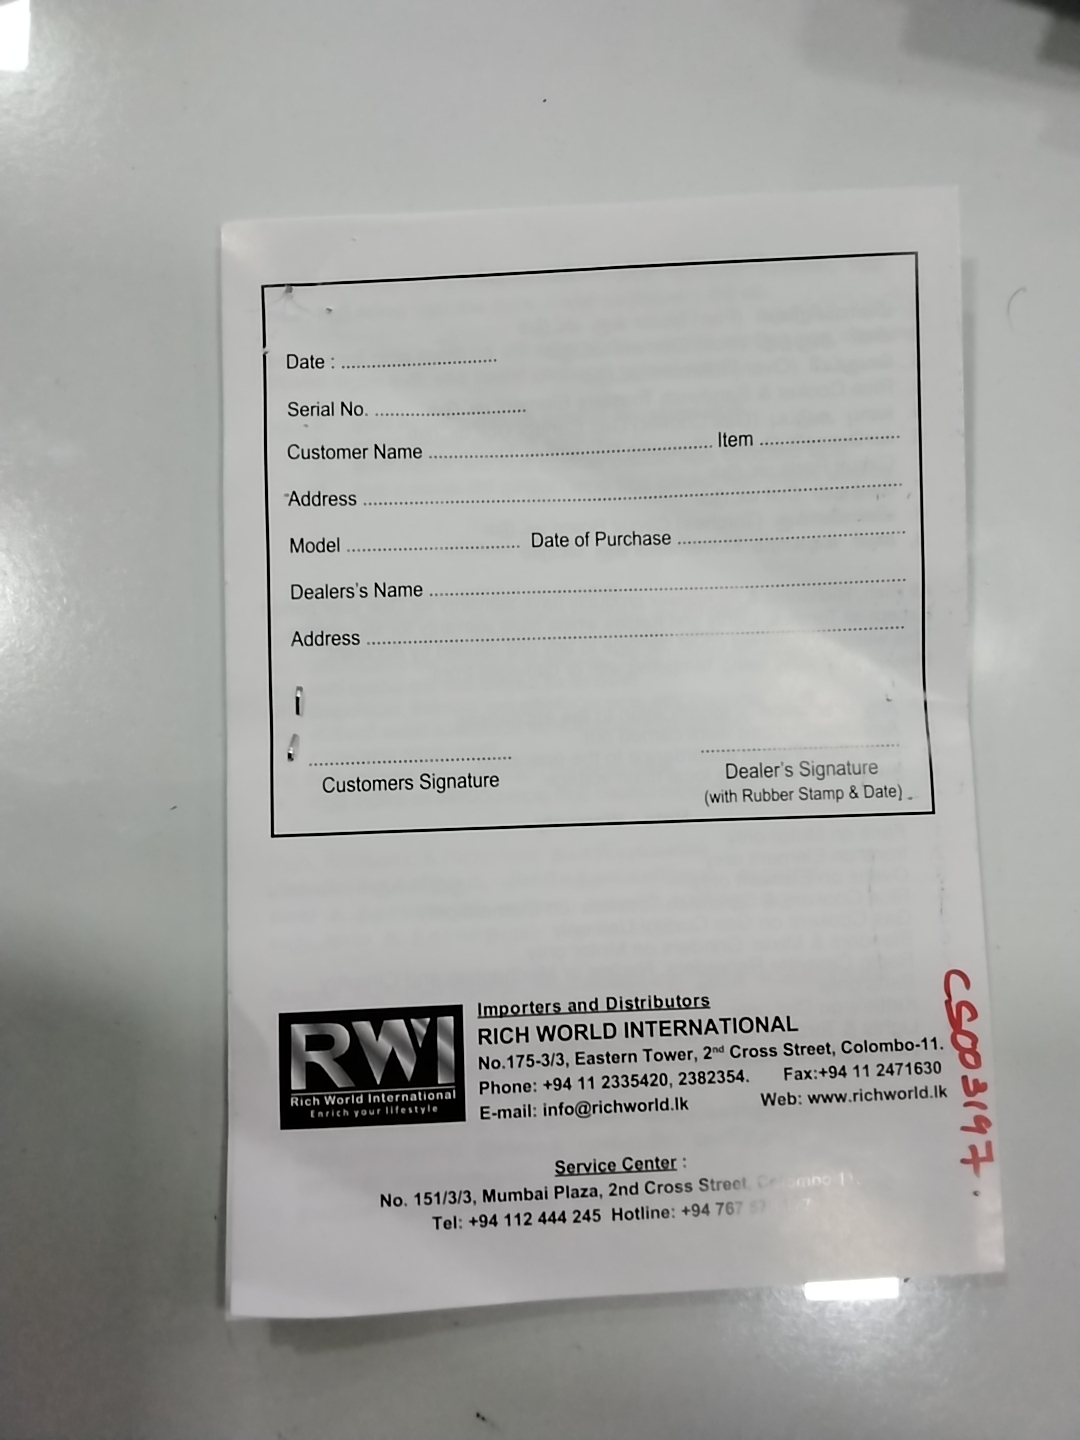 Date : ................................
Serial No. ................................
Customer Name ................................ Item ................................
Address ................................
Model ................................ Date of Purchase ................................
Dealers's Name ................................
Address ................................
Customers Signature
Dealer's Signature
(with Rubber Stamp & Date)
RWI
Rich World International
Enrich your lifestyle
Importers and Distributors
RICH WORLD INTERNATIONAL
No.175-3/3, Eastern Tower, 2nd Cross Street, Colombo-11.
Phone: +94 11 2335420, 2382354. Fax:+94 11 2471630
E-mail: info@richworld.lk Web: www.richworld.lk
Service Center :
No. 151/3/3, Mumbai Plaza, 2nd Cross Street, Colombo 11.
Tel: +94 112 444 245 Hotline: +94 767
CS003197.